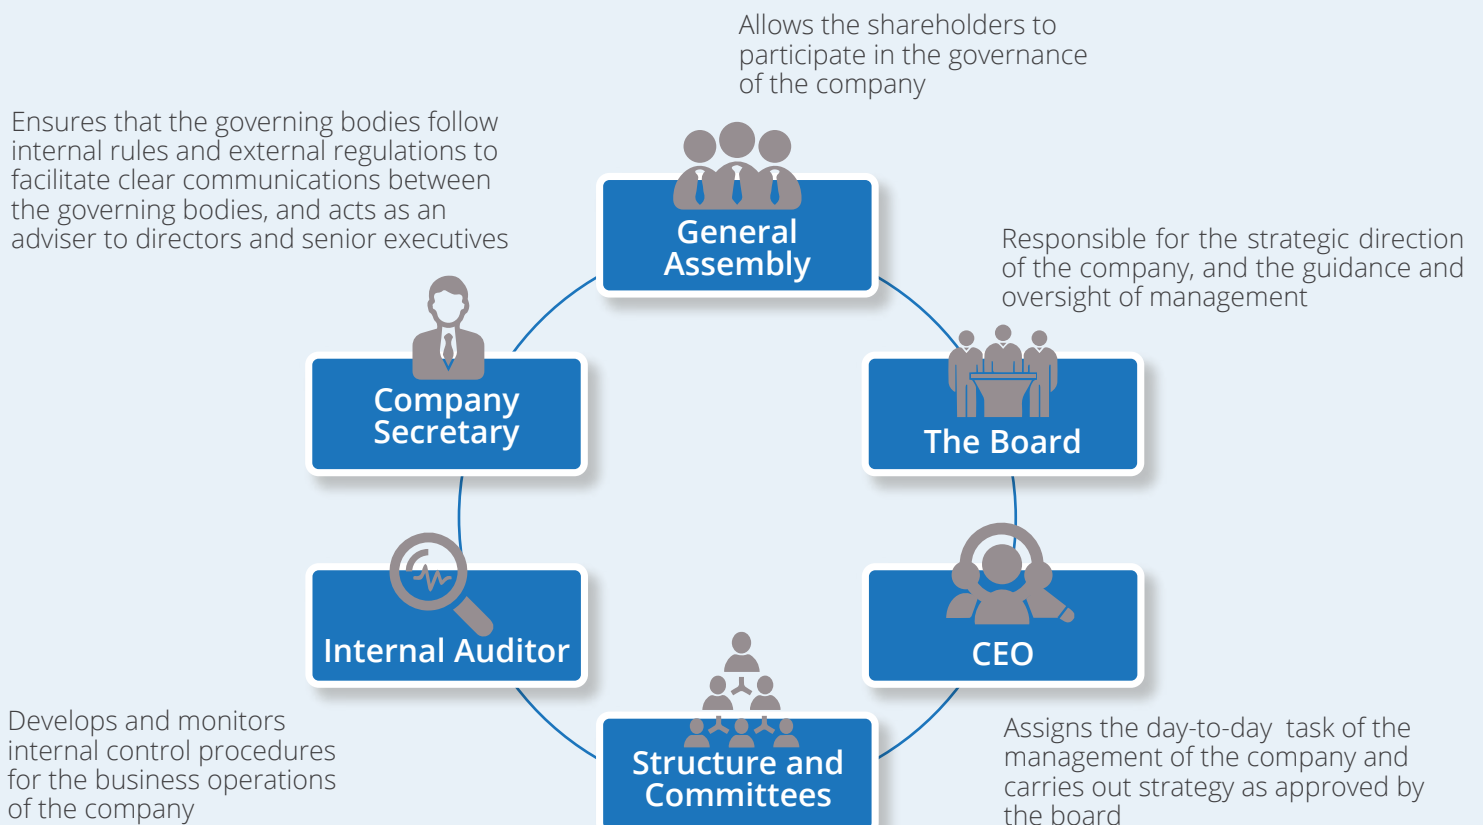 Allows the shareholders to
participate in the governance
of the company
Ensures that the governing bodies follow
internal rules and external regulations to
facilitate clear communications between
the governing bodies, and acts as an
adviser to directors and senior executives
General
Assembly
Responsible for the strategic direction
of the company, and the guidance and
oversight of management
Company
Secretary
The Board
Internal Auditor
CEO
Develops and monitors
internal control procedures
for the business operations
of the company
Structure and
Committees
Assigns the day-to-day task of the
management of the company and
carries out strategy as approved by
the board